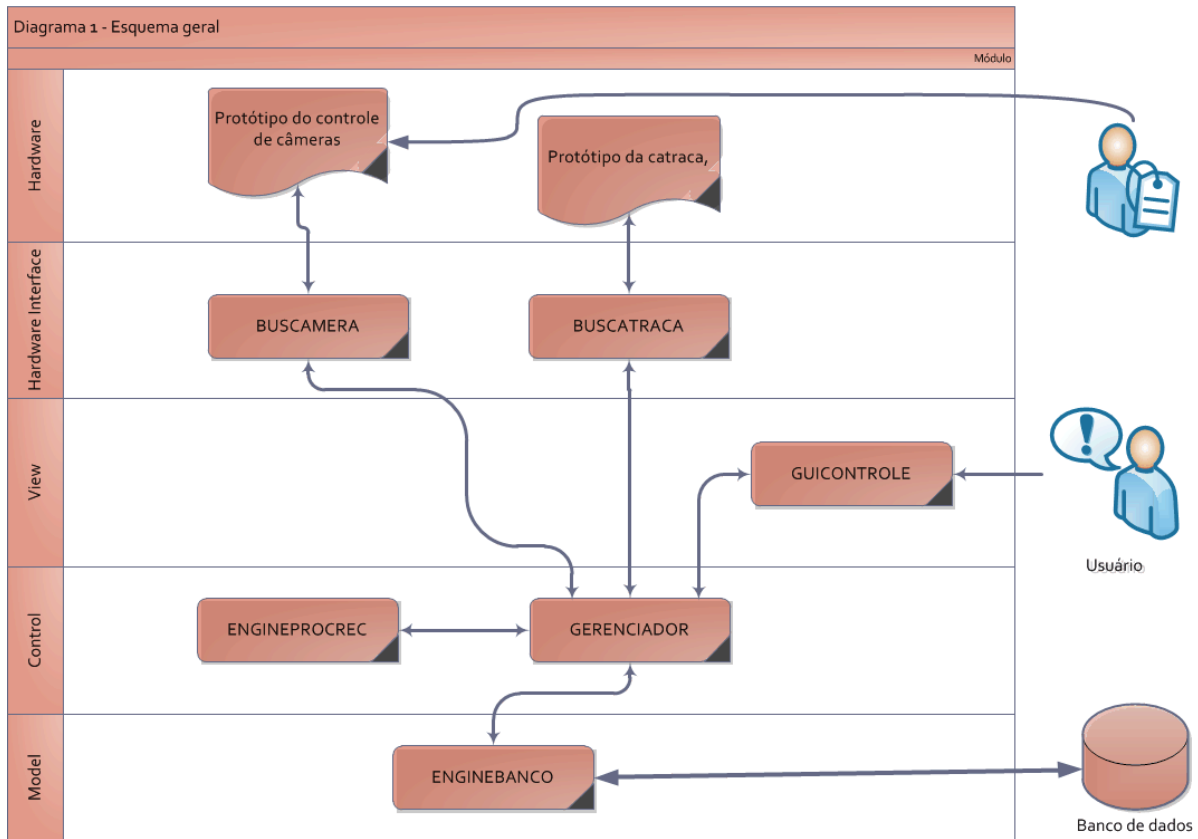 Diagrama 1 - Esquema geral
Módulo
Hardware
Protótipo do controle
de câmeras
Protótipo da catraca,
Hardware Interface
BUSCAMERA
BUSCATRACA
View
GUICONTROLE
Usuário
Control
ENGINEPROCREC
GERENCIADOR
Model
ENGINEBANCO
Banco de dados